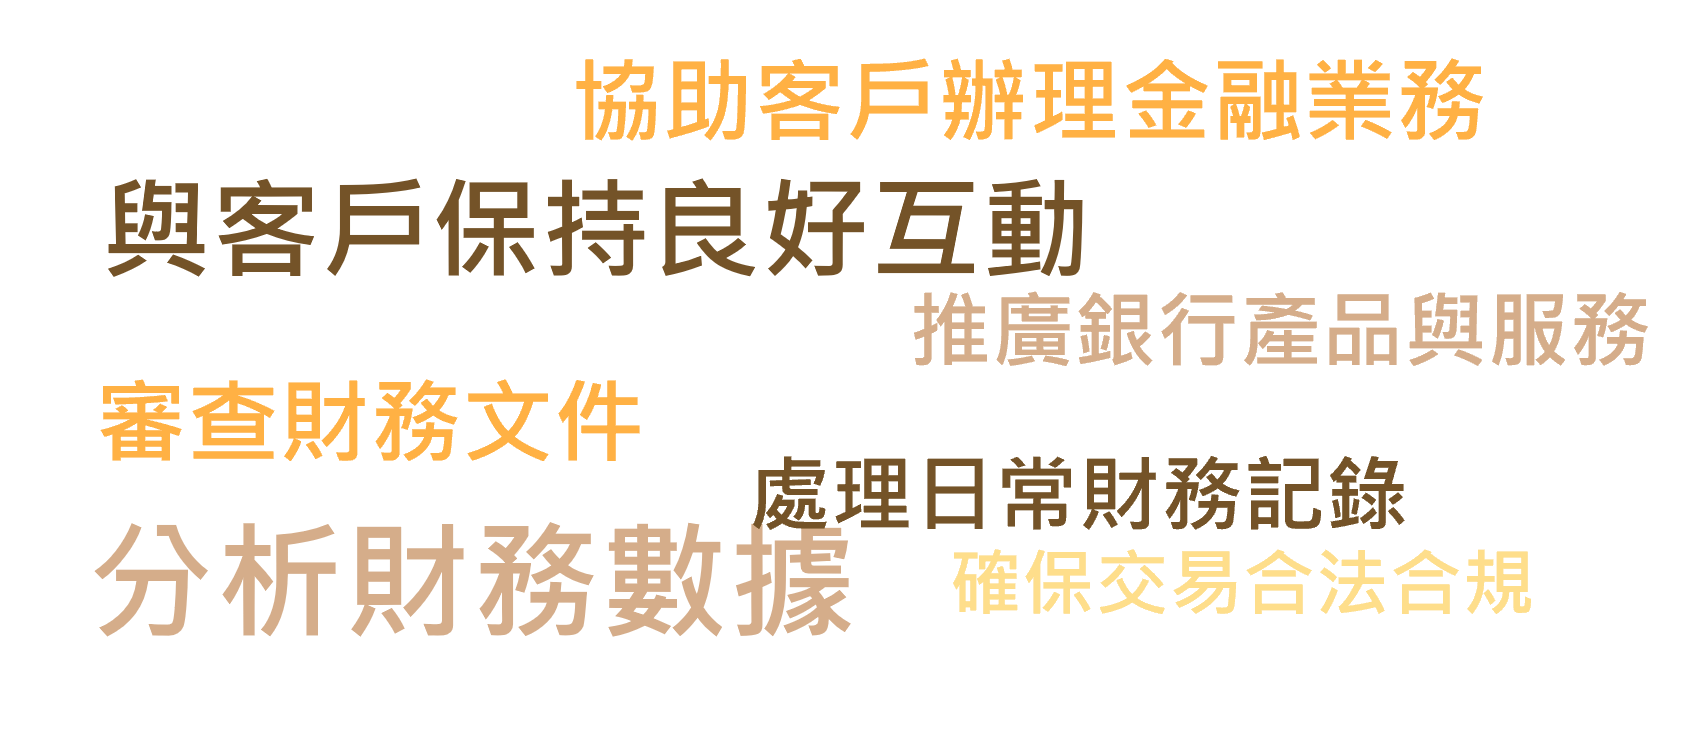 協助客戶辦理金融業務
與客戶保持良好互動
推廣銀行產品與服務
審查財務文件
處理日常財務記錄
分析財務數據
確保交易合法合規